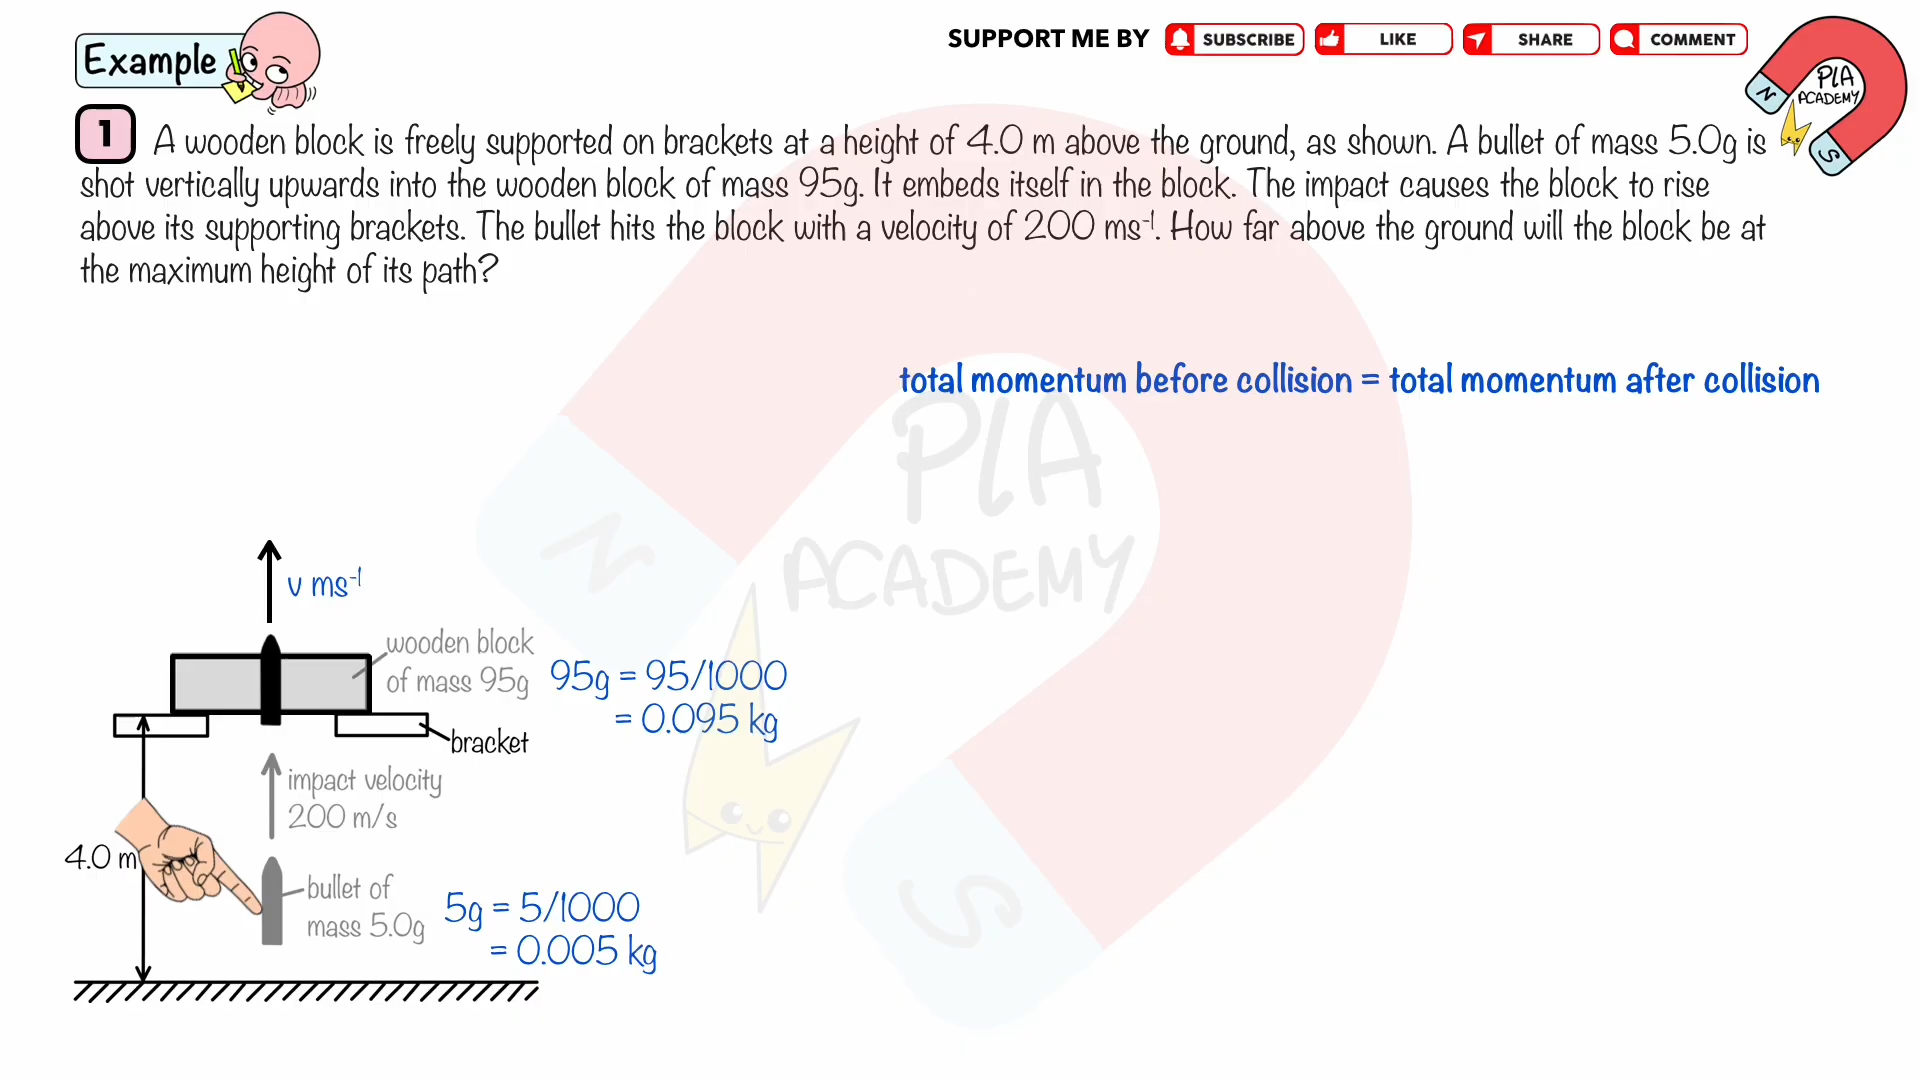 Example
SUPPORT ME BY
SUBSCRIBE
LIKE
SHARE
COMMENT
PLA
ACADEMY
N
S
1
A wooden block is freely supported on brackets at a height of 4.0 m above the ground, as shown. A bullet of mass 5.0g is
shot vertically upwards into the wooden block of mass 95g. It embeds itself in the block. The impact causes the block to rise
above its supporting brackets. The bullet hits the block with a velocity of 200 ms⁻¹. How far above the ground will the block be at
the maximum height of its path?
total momentum before collision = total momentum after collision
PLA
ACADEMY
N
S
v ms⁻¹
wooden block
of mass 95g
95g = 95/1000
= 0.095 kg
bracket
impact velocity
200 m/s
4.0 m
bullet of
mass 5.0g
5g = 5/1000
= 0.005 kg